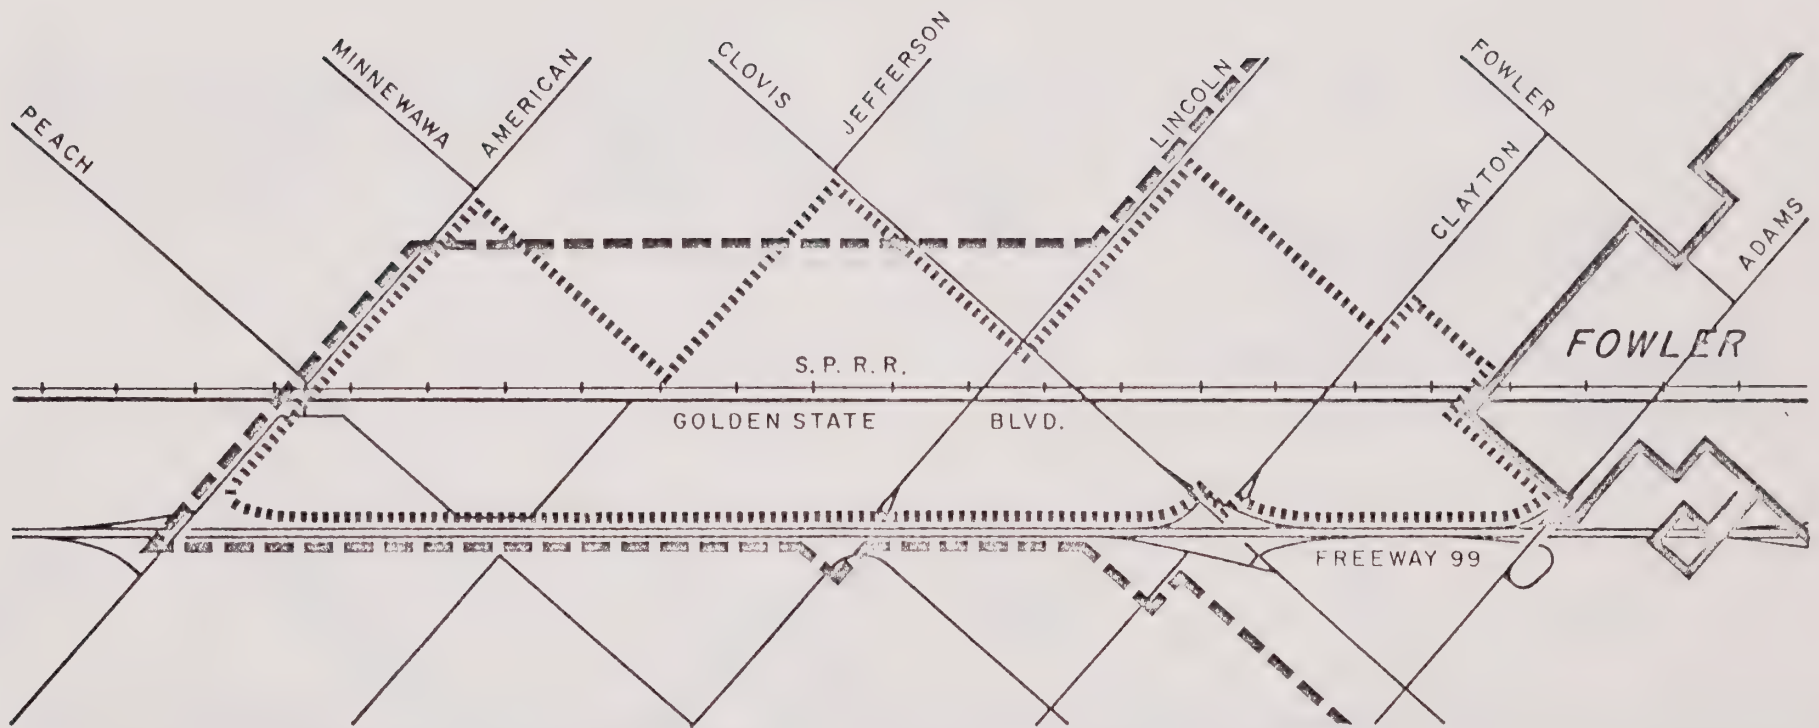 PEACH
MINNEWAWA
AMERICAN
CLOVIS
JEFFERSON
LINCOLN
FOWLER
CLAYTON
ADAMS
FOWLER
S. P. R. R.
GOLDEN STATE BLVD.
FREEWAY 99